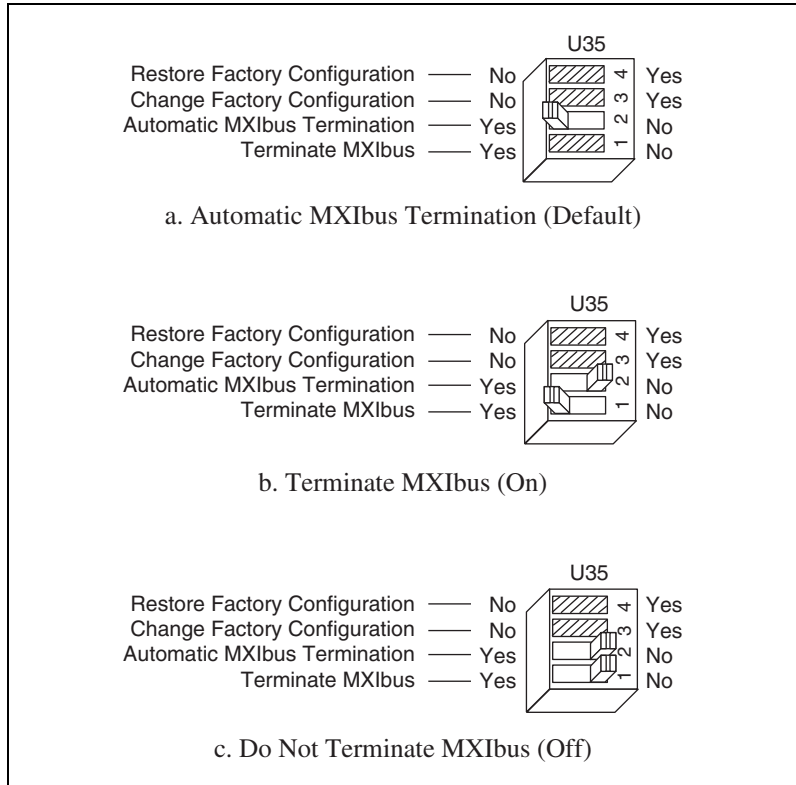 U35
Restore Factory Configuration No 4 Yes
Change Factory Configuration No 3 Yes
Automatic MXIbus Termination Yes 2 No
Terminate MXIbus Yes 1 No
a. Automatic MXIbus Termination (Default)
U35
Restore Factory Configuration No 4 Yes
Change Factory Configuration No 3 Yes
Automatic MXIbus Termination Yes 2 No
Terminate MXIbus Yes 1 No
b. Terminate MXIbus (On)
U35
Restore Factory Configuration No 4 Yes
Change Factory Configuration No 3 Yes
Automatic MXIbus Termination Yes 2 No
Terminate MXIbus Yes 1 No
c. Do Not Terminate MXIbus (Off)